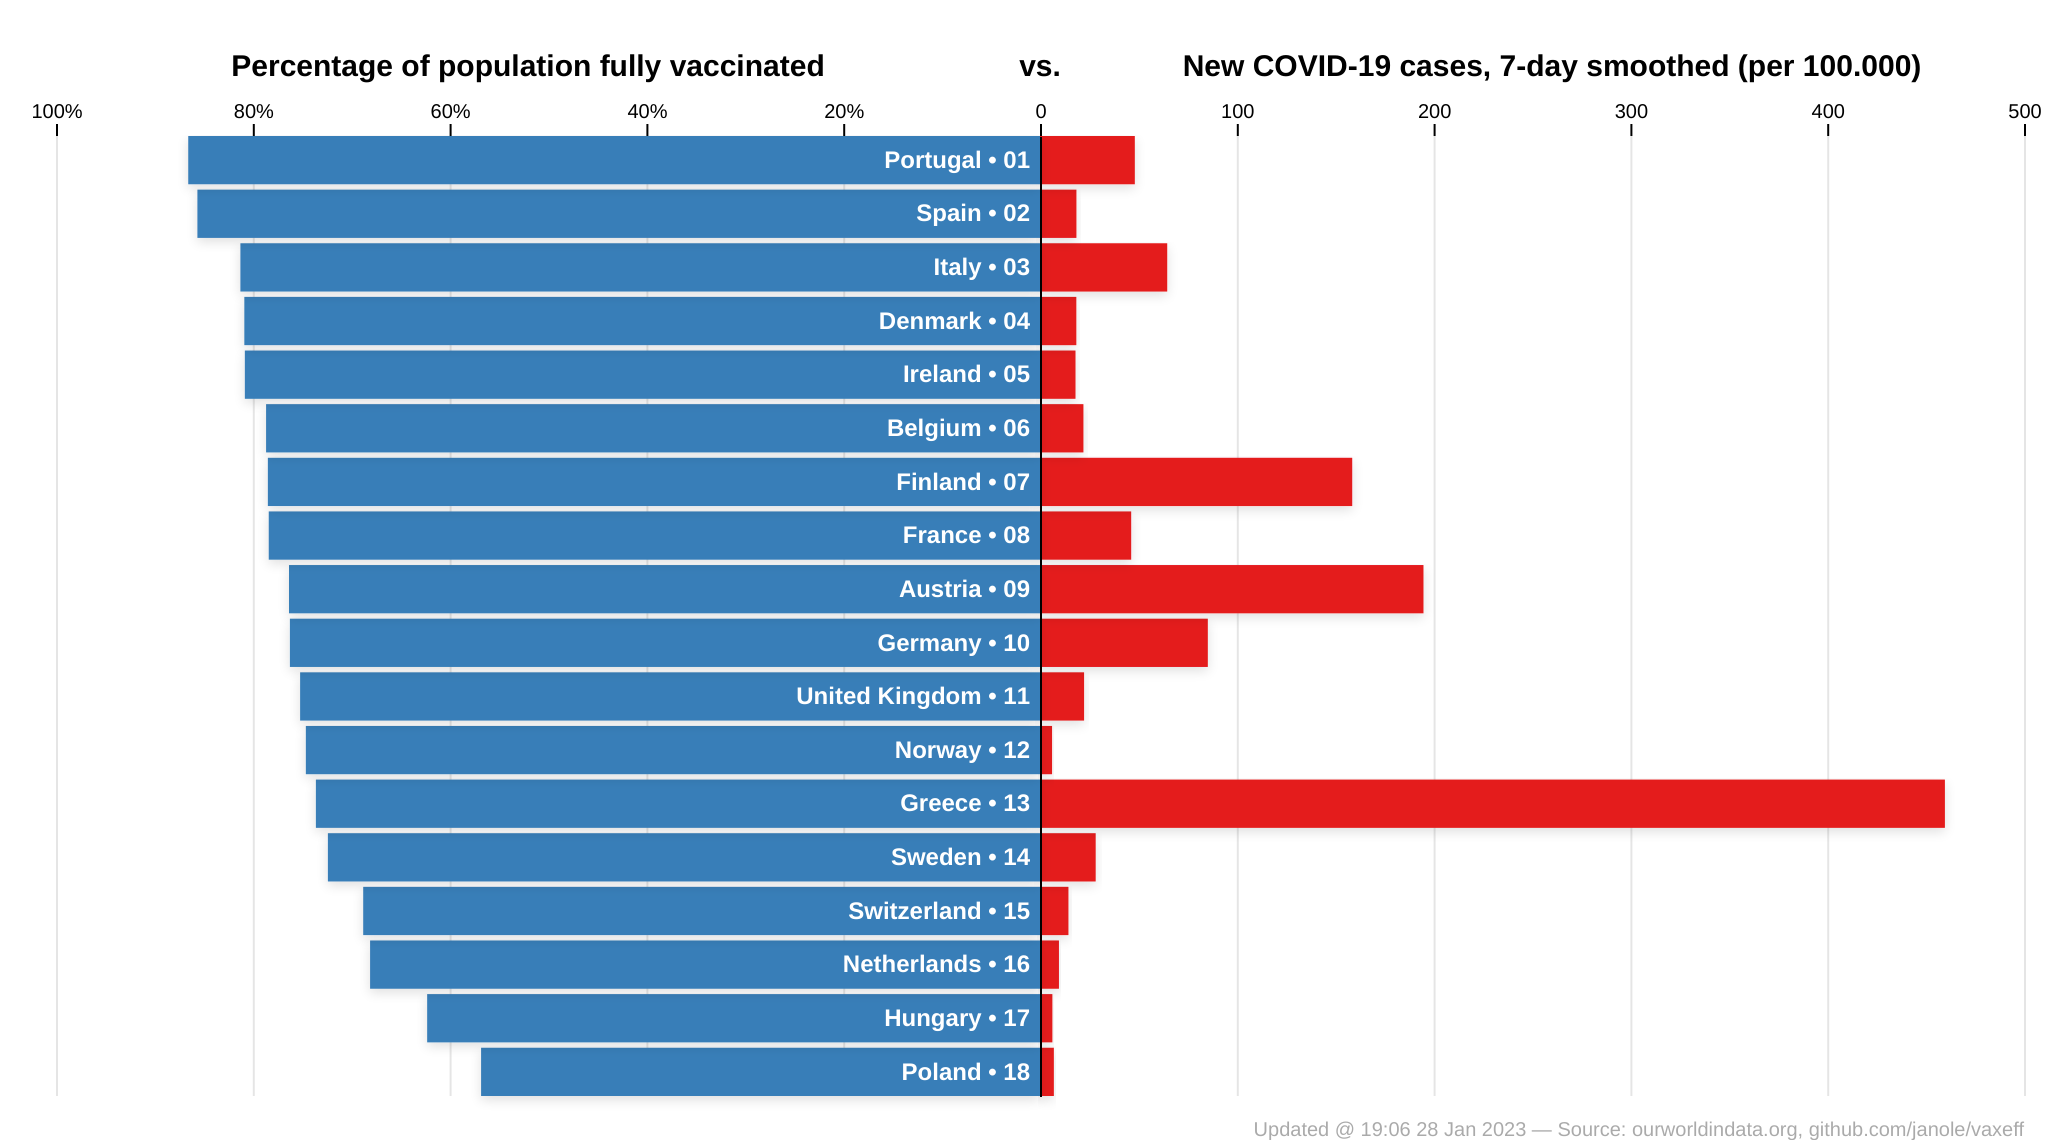 Percentage of population fully vaccinated vs. New COVID-19 cases, 7-day smoothed (per 100.000)
100% 80% 60% 40% 20% 0 100 200 300 400 500
Portugal • 01
Spain • 02
Italy • 03
Denmark • 04
Ireland • 05
Belgium • 06
Finland • 07
France • 08
Austria • 09
Germany • 10
United Kingdom • 11
Norway • 12
Greece • 13
Sweden • 14
Switzerland • 15
Netherlands • 16
Hungary • 17
Poland • 18
Updated @ 19:06 28 Jan 2023 — Source: ourworldindata.org, github.com/janole/vaxeff